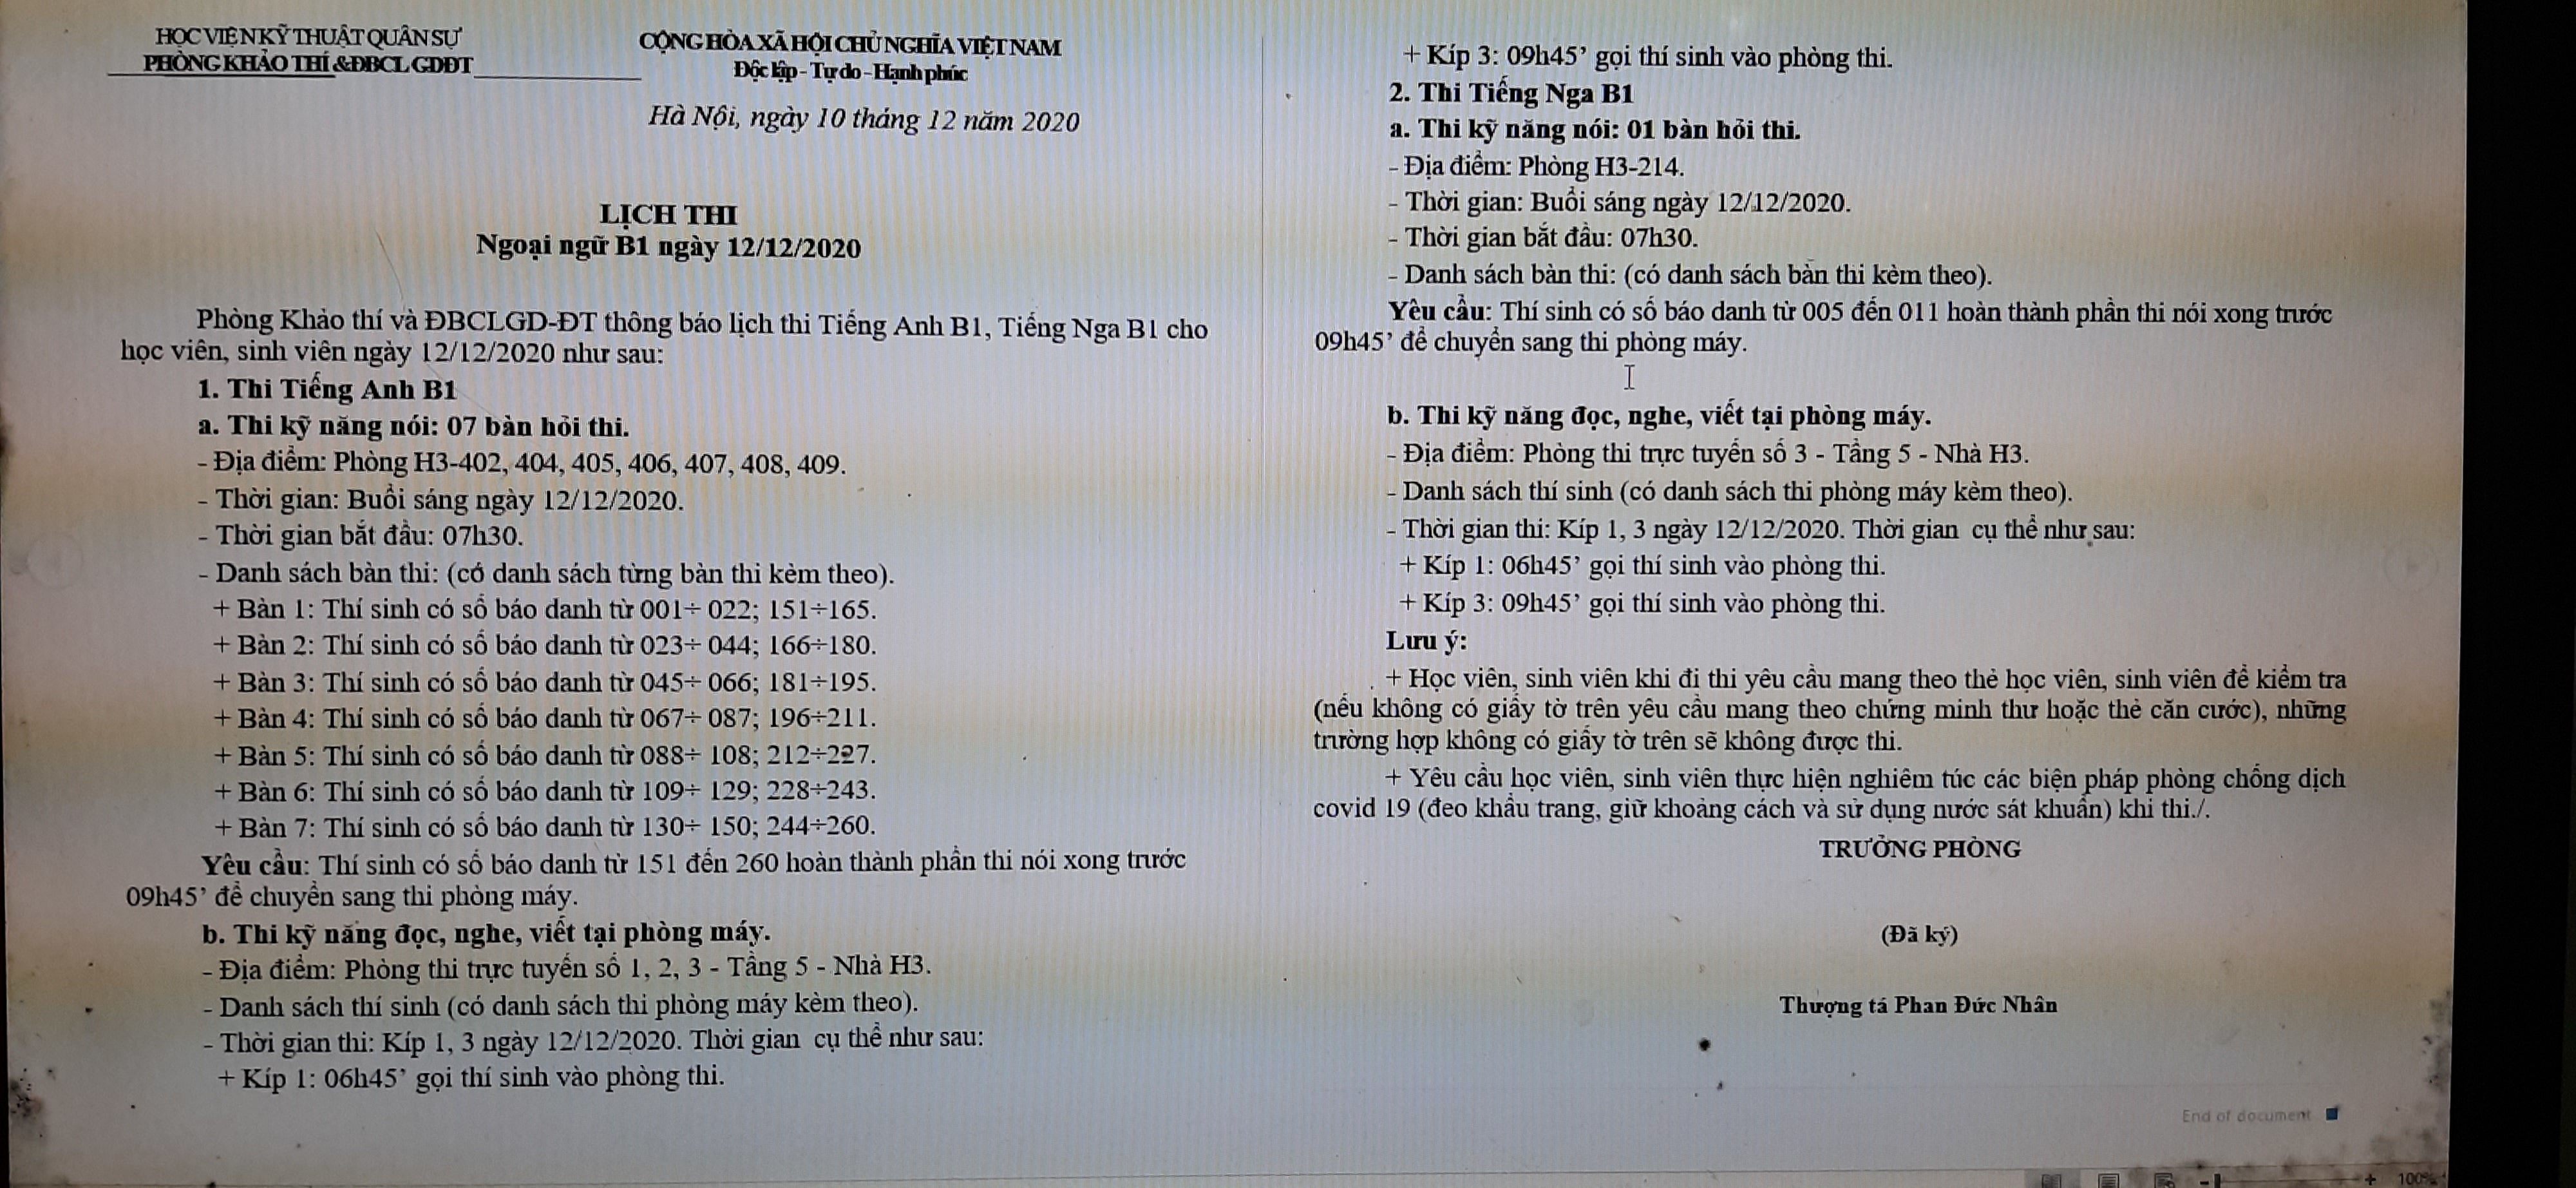 HỌC VIỆN KỸ THUẬT QUÂN SỰ
PHÒNG KHẢO THÍ &ĐBCL GDĐT
CỘNG HÒA XÃ HỘI CHỦ NGHĨA VIỆT NAM
Độc lập - Tự do - Hạnh phúc
Hà Nội, ngày 10 tháng 12 năm 2020
LỊCH THI
Ngoại ngữ B1 ngày 12/12/2020
Phòng Khảo thí và ĐBCLGD-ĐT thông báo lịch thi Tiếng Anh B1, Tiếng Nga B1 cho
học viên, sinh viên ngày 12/12/2020 như sau:
1. Thi Tiếng Anh B1
a. Thi kỹ năng nói: 07 bàn hỏi thi.
- Địa điểm: Phòng H3-402, 404, 405, 406, 407, 408, 409.
- Thời gian: Buổi sáng ngày 12/12/2020.
- Thời gian bắt đầu: 07h30.
- Danh sách bàn thi: (có danh sách từng bàn thi kèm theo).
+ Bàn 1: Thí sinh có số báo danh từ 001÷ 022; 151÷165.
+ Bàn 2: Thí sinh có số báo danh từ 023÷ 044; 166÷180.
+ Bàn 3: Thí sinh có số báo danh từ 045÷ 066; 181÷195.
+ Bàn 4: Thí sinh có số báo danh từ 067÷ 087; 196÷211.
+ Bàn 5: Thí sinh có số báo danh từ 088÷ 108; 212÷227.
+ Bàn 6: Thí sinh có số báo danh từ 109÷ 129; 228÷243.
+ Bàn 7: Thí sinh có số báo danh từ 130÷ 150; 244÷260.
Yêu cầu: Thí sinh có số báo danh từ 151 đến 260 hoàn thành phần thi nói xong trước
09h45’ để chuyển sang thi phòng máy.
b. Thi kỹ năng đọc, nghe, viết tại phòng máy.
- Địa điểm: Phòng thi trực tuyến số 1, 2, 3 - Tầng 5 - Nhà H3.
- Danh sách thí sinh (có danh sách thi phòng máy kèm theo).
- Thời gian thi: Kíp 1, 3 ngày 12/12/2020. Thời gian cụ thể như sau:
+ Kíp 1: 06h45’ gọi thí sinh vào phòng thi.
+ Kíp 3: 09h45’ gọi thí sinh vào phòng thi.
2. Thi Tiếng Nga B1
a. Thi kỹ năng nói: 01 bàn hỏi thi.
- Địa điểm: Phòng H3-214.
- Thời gian: Buổi sáng ngày 12/12/2020.
- Thời gian bắt đầu: 07h30.
- Danh sách bàn thi: (có danh sách bàn thi kèm theo).
Yêu cầu: Thí sinh có số báo danh từ 005 đến 011 hoàn thành phần thi nói xong trước
09h45’ để chuyển sang thi phòng máy.
b. Thi kỹ năng đọc, nghe, viết tại phòng máy.
- Địa điểm: Phòng thi trực tuyến số 3 - Tầng 5 - Nhà H3.
- Danh sách thí sinh (có danh sách thi phòng máy kèm theo).
- Thời gian thi: Kíp 1, 3 ngày 12/12/2020. Thời gian cụ thể như sau:
+ Kíp 1: 06h45’ gọi thí sinh vào phòng thi.
+ Kíp 3: 09h45’ gọi thí sinh vào phòng thi.
Lưu ý:
+ Học viên, sinh viên khi đi thi yêu cầu mang theo thẻ học viên, sinh viên để kiểm tra
(nếu không có giấy tờ trên yêu cầu mang theo chứng minh thư hoặc thẻ căn cước), những
trường hợp không có giấy tờ trên sẽ không được thi.
+ Yêu cầu học viên, sinh viên thực hiện nghiêm túc các biện pháp phòng chống dịch
covid 19 (đeo khẩu trang, giữ khoảng cách và sử dụng nước sát khuẩn) khi thi./.
TRƯỞNG PHÒNG
(Đã ký)
Thượng tá Phan Đức Nhân
End of document
100%